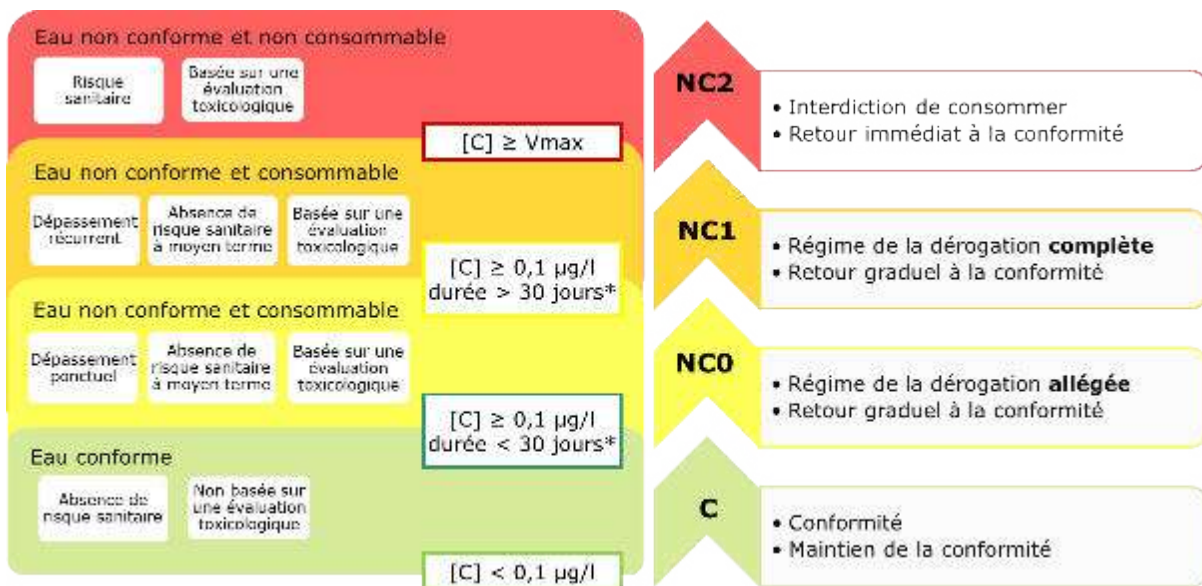 Eau non conforme et non consommable
Risque
sanitaire
Basée sur une
évaluation
toxicologique
[C] ≥ Vmax
Eau non conforme et consommable
Dépassement
récurrent
Absence de
risque sanitaire
à moyen terme
Basée sur une
évaluation
toxicologique
[C] ≥ 0,1 µg/l
durée > 30 jours*
Eau non conforme et consommable
Dépassement
ponctuel
Absence de
risque sanitaire
à moyen terme
Basée sur une
évaluation
toxicologique
[C] ≥ 0,1 µg/l
durée < 30 jours*
Eau conforme
Absence de
risque sanitaire
Non basée sur
une évaluation
toxicologique
[C] < 0,1 µg/l
NC2
• Interdiction de consommer
• Retour immédiat à la conformité
NC1
• Régime de la dérogation complète
• Retour graduel à la conformité
NC0
• Régime de la dérogation allégée
• Retour graduel à la conformité
C
• Conformité
• Maintien de la conformité